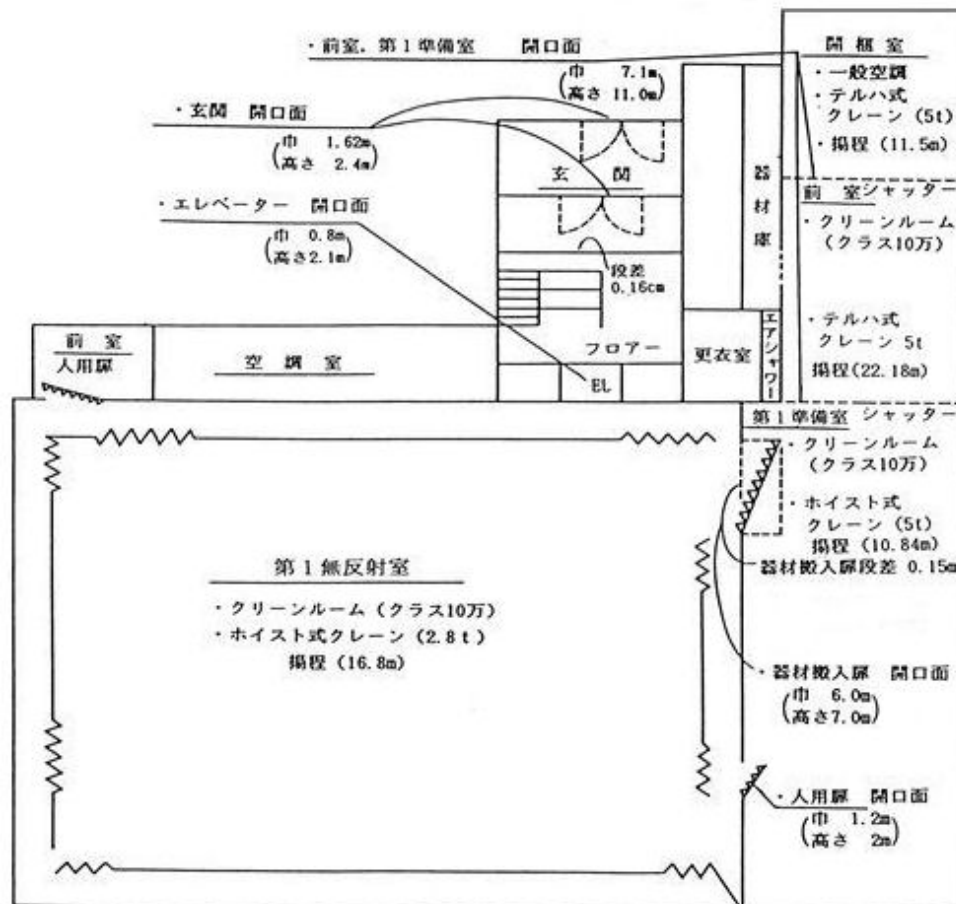 ・前室、第1準備室 開口面
巾 7.1m
高さ 11.0m
・玄関 開口面
巾 1.62m
高さ 2.4m
・エレベーター 開口面
巾 0.8m
高さ2.1m
玄関
段差
0.16cm
フロアー
EL
器材庫
更衣室
エアシャワー
開梱室
・一般空調
・テルハ式
クレーン (5t)
・揚程 (11.5m)
前室 シャッター
・クリーンルーム
(クラス10万)
・テルハ式
クレーン 5t
揚程(22.18m)
前室
人用扉
空調室
第1準備室 シャッター
・クリーンルーム
(クラス10万)
・ホイスト式
クレーン (5t)
揚程 (10.84m)
器材搬入扉段差 0.15m
第1無反射室
・クリーンルーム (クラス10万)
・ホイスト式クレーン (2.8t)
揚程 (16.8m)
・器材搬入扉 開口面
巾 6.0m
高さ7.0m
・人用扉 開口面
巾 1.2m
高さ 2m